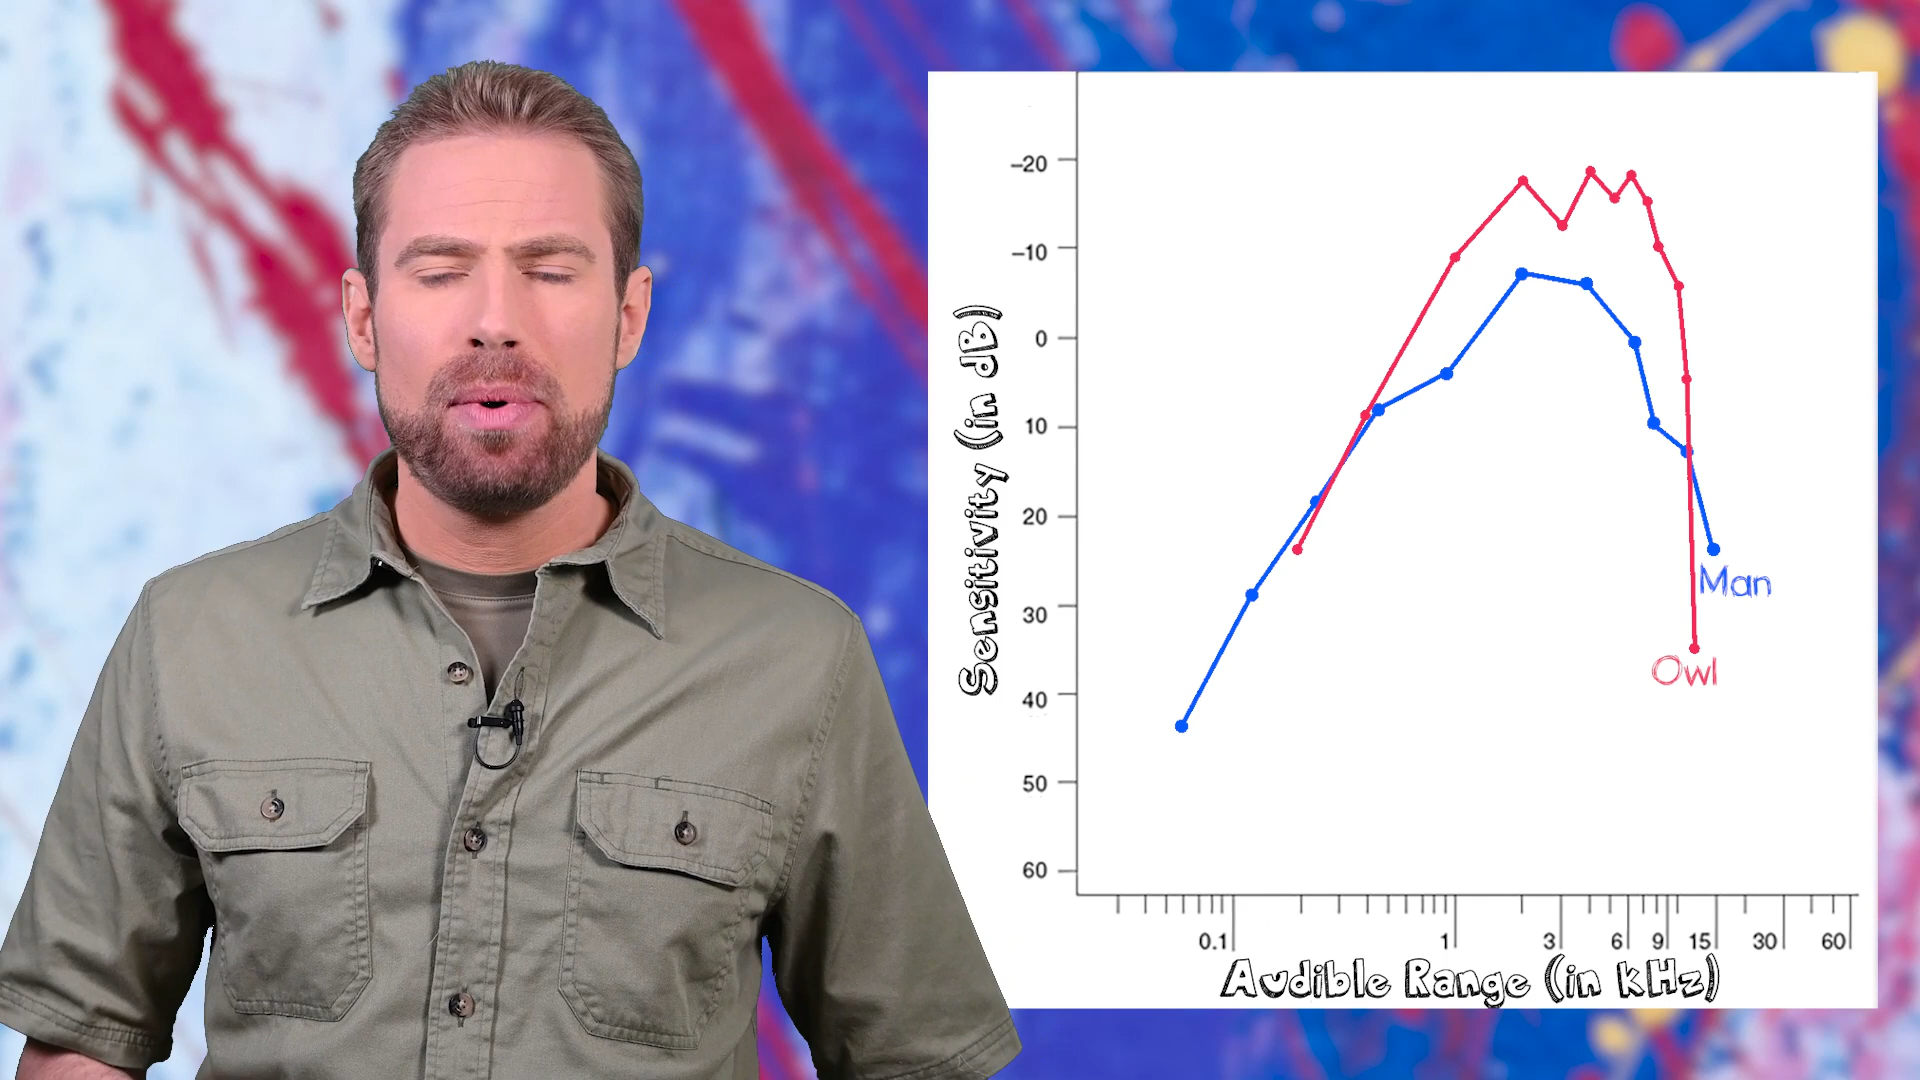 −20
−10
0
10
20
30
40
50
60
Sensitivity (in dB)
Man
Owl
0.1 1 3 6 9 15 30 60
Audible Range (in kHz)